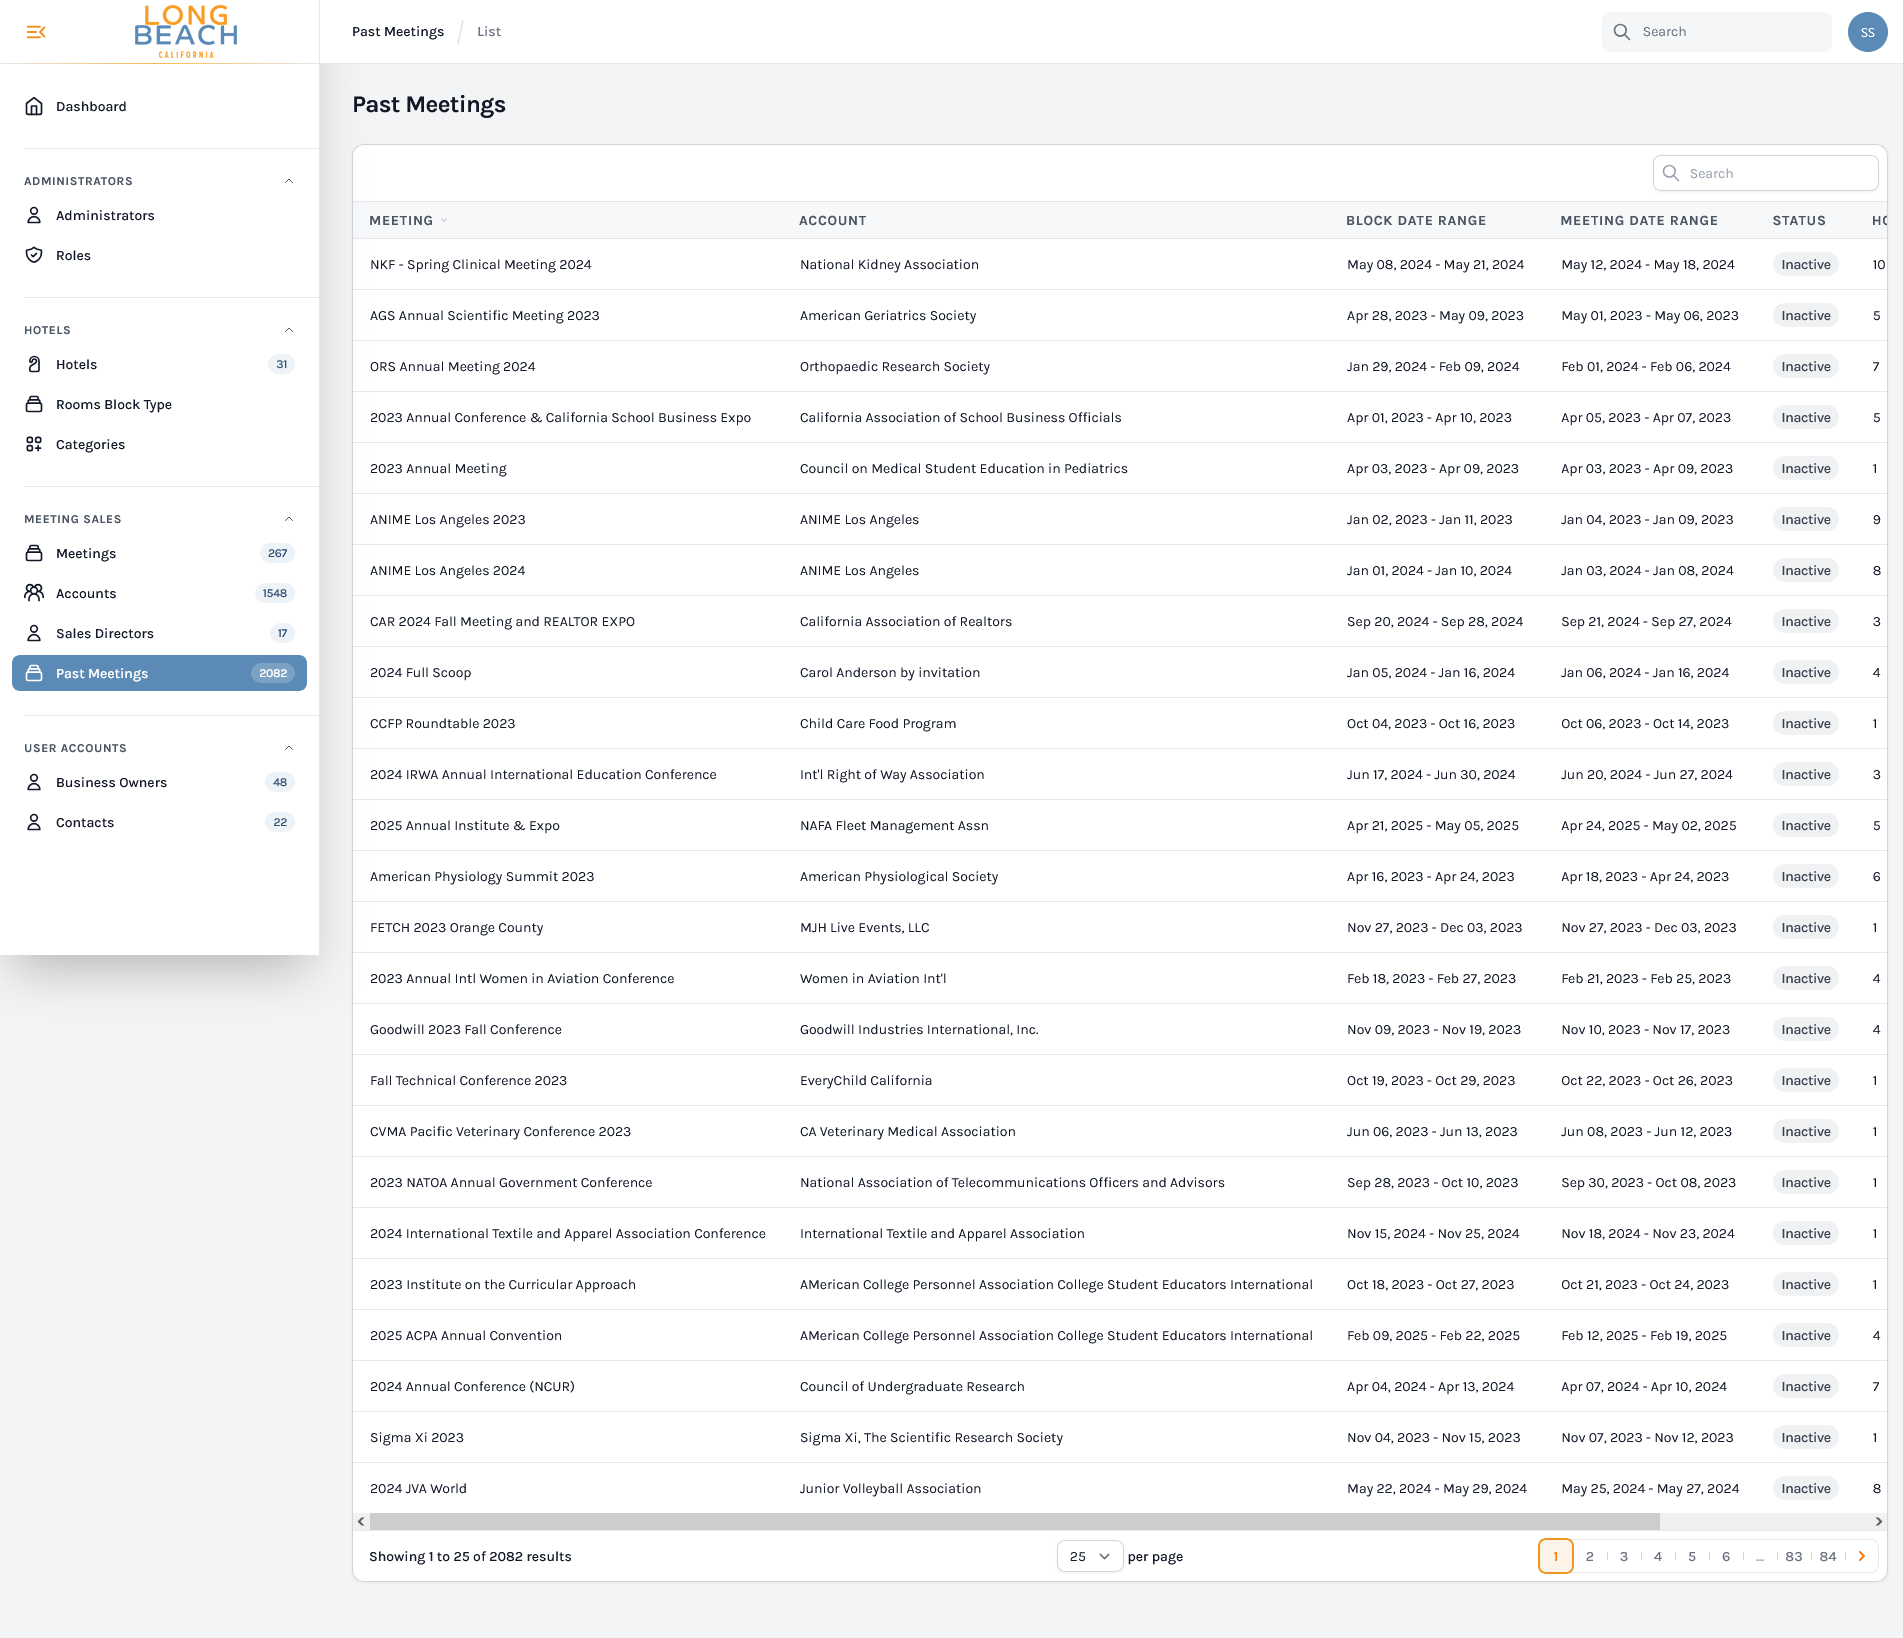 LONG
BEACH
CALIFORNIA
Past Meetings / List
Search
SS
Dashboard
ADMINISTRATORS
Administrators
Roles
HOTELS
Hotels 31
Rooms Block Type
Categories
MEETING SALES
Meetings 267
Accounts 1548
Sales Directors 17
Past Meetings 2082
USER ACCOUNTS
Business Owners 48
Contacts 22
Past Meetings
Search
MEETING ACCOUNT BLOCK DATE RANGE MEETING DATE RANGE STATUS HO
NKF - Spring Clinical Meeting 2024 National Kidney Association May 08, 2024 - May 21, 2024 May 12, 2024 - May 18, 2024 Inactive 10
AGS Annual Scientific Meeting 2023 American Geriatrics Society Apr 28, 2023 - May 09, 2023 May 01, 2023 - May 06, 2023 Inactive 5
ORS Annual Meeting 2024 Orthopaedic Research Society Jan 29, 2024 - Feb 09, 2024 Feb 01, 2024 - Feb 06, 2024 Inactive 7
2023 Annual Conference & California School Business Expo California Association of School Business Officials Apr 01, 2023 - Apr 10, 2023 Apr 05, 2023 - Apr 07, 2023 Inactive 5
2023 Annual Meeting Council on Medical Student Education in Pediatrics Apr 03, 2023 - Apr 09, 2023 Apr 03, 2023 - Apr 09, 2023 Inactive 1
ANIME Los Angeles 2023 ANIME Los Angeles Jan 02, 2023 - Jan 11, 2023 Jan 04, 2023 - Jan 09, 2023 Inactive 9
ANIME Los Angeles 2024 ANIME Los Angeles Jan 01, 2024 - Jan 10, 2024 Jan 03, 2024 - Jan 08, 2024 Inactive 8
CAR 2024 Fall Meeting and REALTOR EXPO California Association of Realtors Sep 20, 2024 - Sep 28, 2024 Sep 21, 2024 - Sep 27, 2024 Inactive 3
2024 Full Scoop Carol Anderson by invitation Jan 05, 2024 - Jan 16, 2024 Jan 06, 2024 - Jan 16, 2024 Inactive 4
CCFP Roundtable 2023 Child Care Food Program Oct 04, 2023 - Oct 16, 2023 Oct 06, 2023 - Oct 14, 2023 Inactive 1
2024 IRWA Annual International Education Conference Int'l Right of Way Association Jun 17, 2024 - Jun 30, 2024 Jun 20, 2024 - Jun 27, 2024 Inactive 3
2025 Annual Institute & Expo NAFA Fleet Management Assn Apr 21, 2025 - May 05, 2025 Apr 24, 2025 - May 02, 2025 Inactive 5
American Physiology Summit 2023 American Physiological Society Apr 16, 2023 - Apr 24, 2023 Apr 18, 2023 - Apr 24, 2023 Inactive 6
FETCH 2023 Orange County MJH Live Events, LLC Nov 27, 2023 - Dec 03, 2023 Nov 27, 2023 - Dec 03, 2023 Inactive 1
2023 Annual Intl Women in Aviation Conference Women in Aviation Int'l Feb 18, 2023 - Feb 27, 2023 Feb 21, 2023 - Feb 25, 2023 Inactive 4
Goodwill 2023 Fall Conference Goodwill Industries International, Inc. Nov 09, 2023 - Nov 19, 2023 Nov 10, 2023 - Nov 17, 2023 Inactive 4
Fall Technical Conference 2023 EveryChild California Oct 19, 2023 - Oct 29, 2023 Oct 22, 2023 - Oct 26, 2023 Inactive 1
CVMA Pacific Veterinary Conference 2023 CA Veterinary Medical Association Jun 06, 2023 - Jun 13, 2023 Jun 08, 2023 - Jun 12, 2023 Inactive 1
2023 NATOA Annual Government Conference National Association of Telecommunications Officers and Advisors Sep 28, 2023 - Oct 10, 2023 Sep 30, 2023 - Oct 08, 2023 Inactive 1
2024 International Textile and Apparel Association Conference International Textile and Apparel Association Nov 15, 2024 - Nov 25, 2024 Nov 18, 2024 - Nov 23, 2024 Inactive 1
2023 Institute on the Curricular Approach AMerican College Personnel Association College Student Educators International Oct 18, 2023 - Oct 27, 2023 Oct 21, 2023 - Oct 24, 2023 Inactive 1
2025 ACPA Annual Convention AMerican College Personnel Association College Student Educators International Feb 09, 2025 - Feb 22, 2025 Feb 12, 2025 - Feb 19, 2025 Inactive 4
2024 Annual Conference (NCUR) Council of Undergraduate Research Apr 04, 2024 - Apr 13, 2024 Apr 07, 2024 - Apr 10, 2024 Inactive 7
Sigma Xi 2023 Sigma Xi, The Scientific Research Society Nov 04, 2023 - Nov 15, 2023 Nov 07, 2023 - Nov 12, 2023 Inactive 1
2024 JVA World Junior Volleyball Association May 22, 2024 - May 29, 2024 May 25, 2024 - May 27, 2024 Inactive 8
Showing 1 to 25 of 2082 results 25 per page 1 2 3 4 5 6 ... 83 84